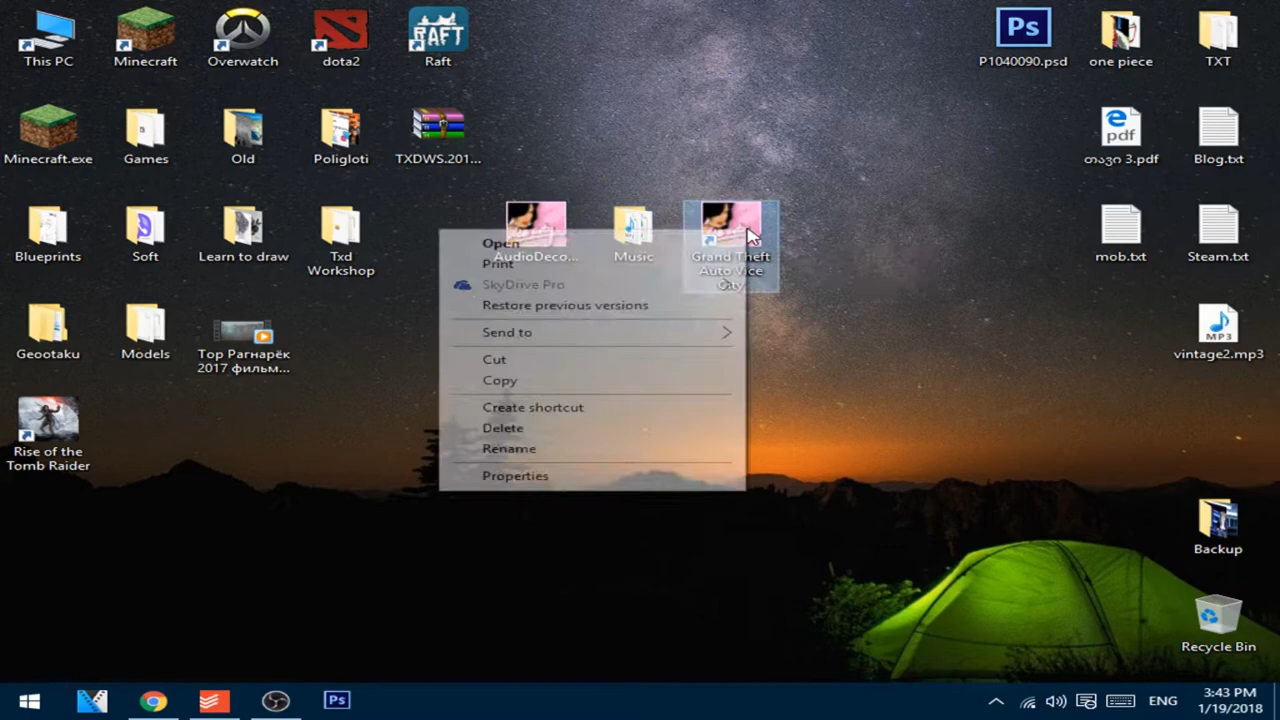 This PC
Minecraft
Overwatch
dota2
RAFT
Raft
Ps
P1040090.psd
one piece
TXT
Minecraft.exe
Games
Old
Poligloti
TXDWS.201...
pdf
თავი 3.pdf
Blog.txt
Blueprints
Soft
Learn to draw
Txd
Workshop
AudioDeco...
Music
Grand Theft
Auto Vice
City
mob.txt
Steam.txt
Open
Print
SkyDrive Pro
Restore previous versions
Send to
Cut
Copy
Create shortcut
Delete
Rename
Properties
Geootaku
Models
Тор Рагнарёк
2017 фильм...
MP3
vintage2.mp3
Rise of the
Tomb Raider
Backup
Recycle Bin
Ps
ENG
3:43 PM
1/19/2018